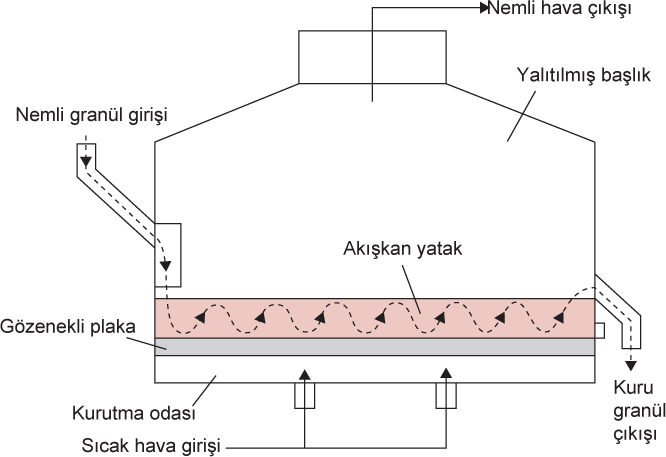 Nemli hava çıkışı
Yalıtılmış başlık
Nemli granül girişi
Akışkan yatak
Gözenekli plaka
Kurutma odası
Sıcak hava girişi
Kuru
granül
çıkışı